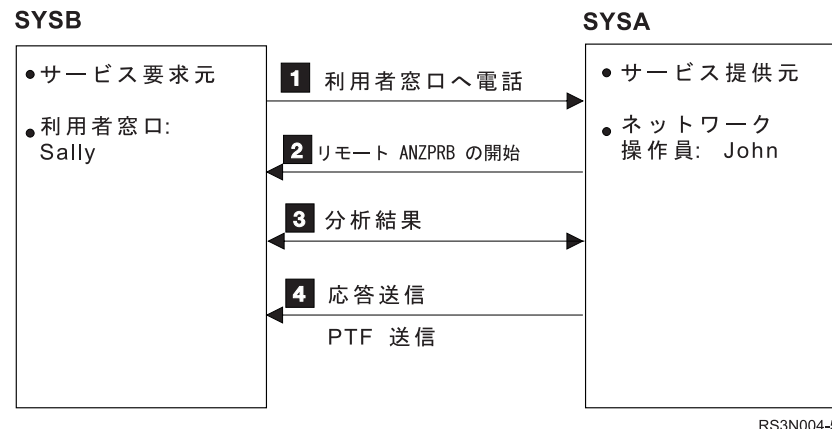 SYSB
SYSA
●サービス要求元
●利用者窓口:
Sally
1 利用者窓口へ電話
2 リモート ANZPRB の開始
3 分析結果
4 応答送信
PTF 送信
●サービス提供元
●ネットワーク
操作員: John
RS3N004-